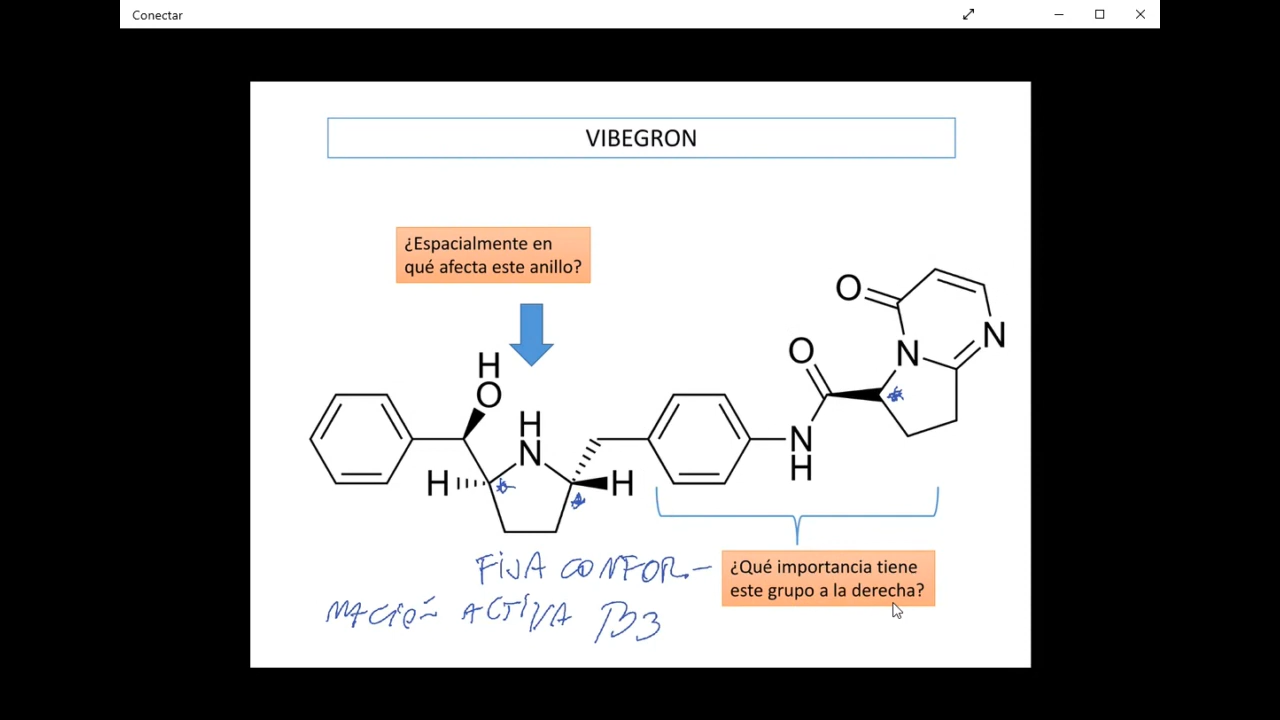 Conectar
VIBEGRON
¿Espacialmente en
qué afecta este anillo?
O
N
N
O
H
O
H
N
N
H
H
H
FIJA CONFOR-
MACIÓN ACTIVA B3
¿Qué importancia tiene
este grupo a la derecha?